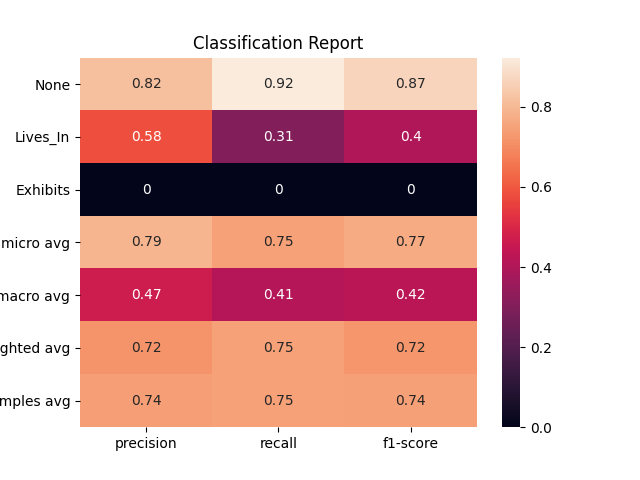 Classification Report
None 0.82 0.92 0.87
Lives_In 0.58 0.31 0.4
Exhibits 0 0 0
micro avg 0.79 0.75 0.77
macro avg 0.47 0.41 0.42
ghted avg 0.72 0.75 0.72
mples avg 0.74 0.75 0.74
precision recall f1-score
0.8
0.6
0.4
0.2
0.0